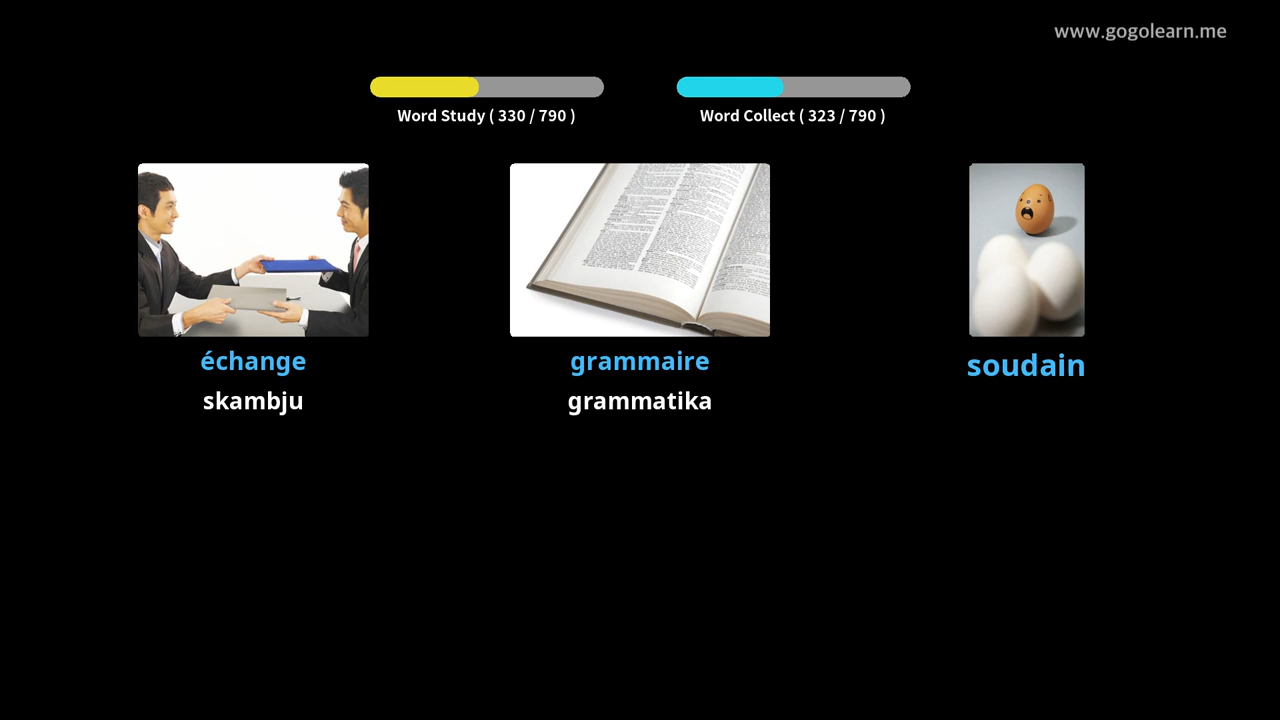 www.gogolearn.me
Word Study ( 330 / 790 )
Word Collect ( 323 / 790 )
échange
skambju
grammaire
grammatika
soudain